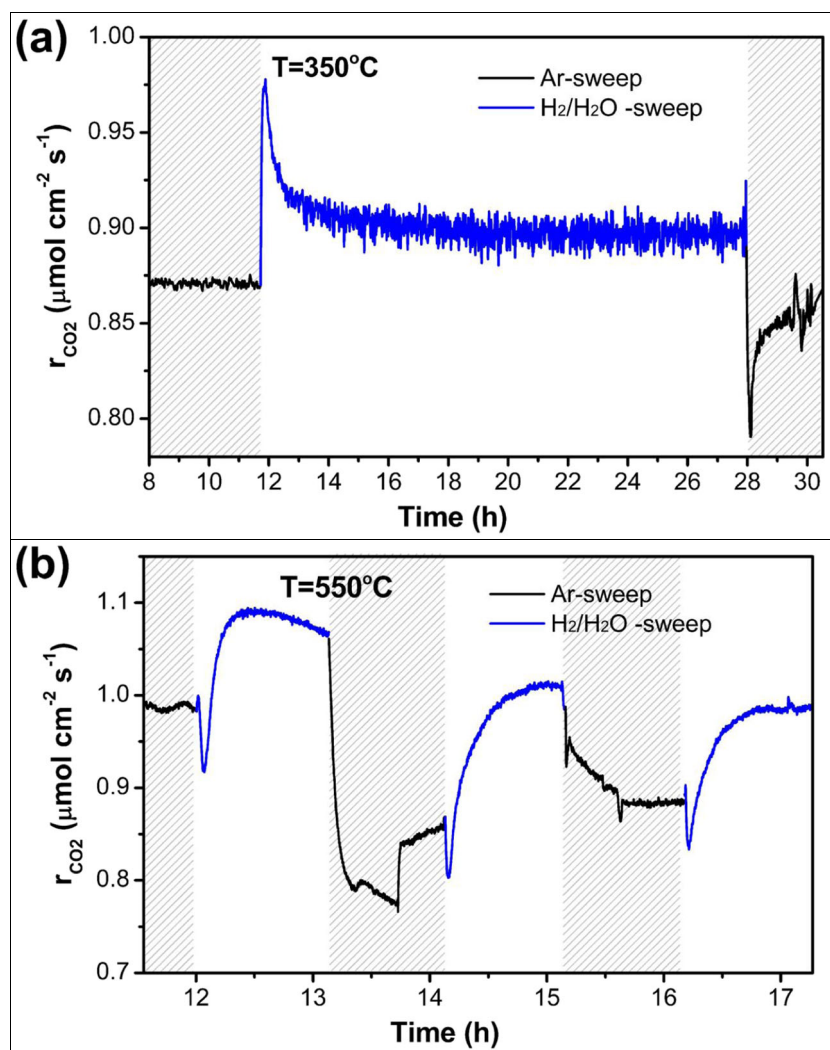 (a)
T=350°C
Ar-sweep
H₂/H₂O -sweep
1.00
0.95
0.90
0.85
0.80
r_CO2 (μmol cm⁻² s⁻¹)
8 10 12 14 16 18 20 22 24 26 28 30
Time (h)
(b)
T=550°C
Ar-sweep
H₂/H₂O -sweep
1.1
1.0
0.9
0.8
0.7
r_CO2 (μmol cm⁻² s⁻¹)
12 13 14 15 16 17
Time (h)